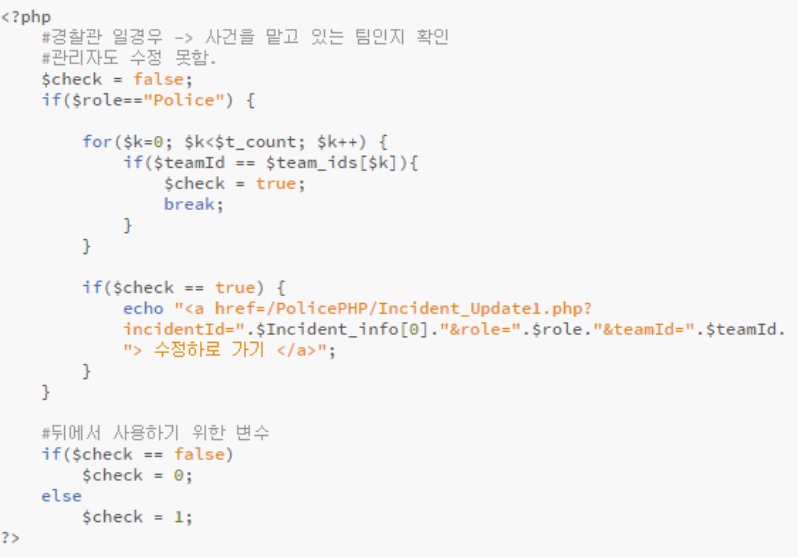 <?php
#경찰관 일경우 -> 사건을 맡고 있는 팀인지 확인
#관리자도 수정 못함.
$check = false;
if($role=="Police") {
for($k=0; $k<$t_count; $k++) {
if($teamId == $team_ids[$k]){
$check = true;
break;
}
}
if($check == true) {
echo "<a href=/PolicePHP/Incident_Update1.php?
incidentId=".$Incident_info[0]."&role=".$role."&teamId=".$teamId.
"> 수정하로 가기 </a>";
}
}
#뒤에서 사용하기 위한 변수
if($check == false)
$check = 0;
else
$check = 1;
?>